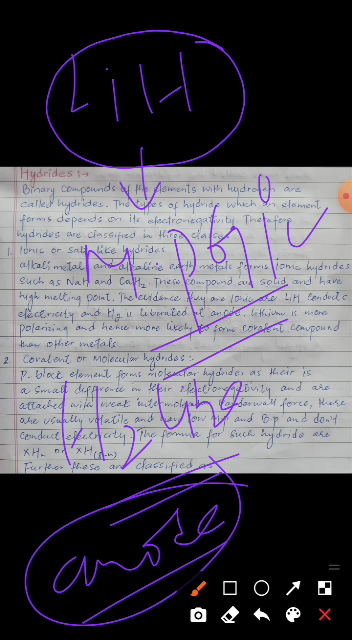 LiH
Hydrides :→
Binary compounds of the elements with hydrogen are
called hydrides. The types of hydride which an element
forms depends on its electronegativity. Therefore
hydrides are classified in three classes
1. Ionic or salt like hydrides
alkali metals and alkaline earth metals forms ionic hydrides
such as NaH and CaH2. These compound are solid and have
high melting point. The evidence they are ionic are LiH conducts
electricity and H2 is liberated at anode. lithium is more
polarizing and hence more likely to form covalent compound
than other metals.
2. Covalent or Molecular hydrides :-
P-block element forms molecular hydrides as their is
a small difference in their electronegativity and are
attached with weak intermolecular vanderwall force, these
are usually volatile and have low Mp and Bp and don't
conduct electricity. The formula for such hydride are
XHn or XH(8-n)
Further these are classified as
H2
anode